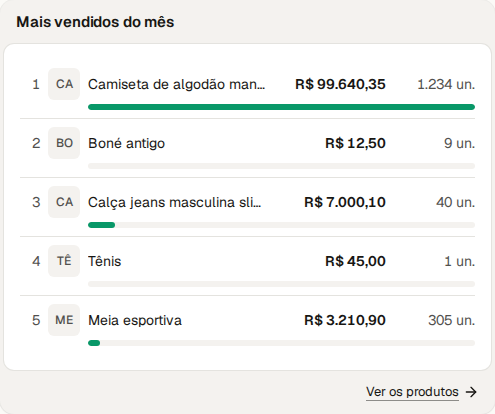 Mais vendidos do mês
1 CA Camiseta de algodão man… R$ 99.640,35 1.234 un.
2 BO Boné antigo R$ 12,50 9 un.
3 CA Calça jeans masculina sli… R$ 7.000,10 40 un.
4 TÊ Tênis R$ 45,00 1 un.
5 ME Meia esportiva R$ 3.210,90 305 un.
Ver os produtos →